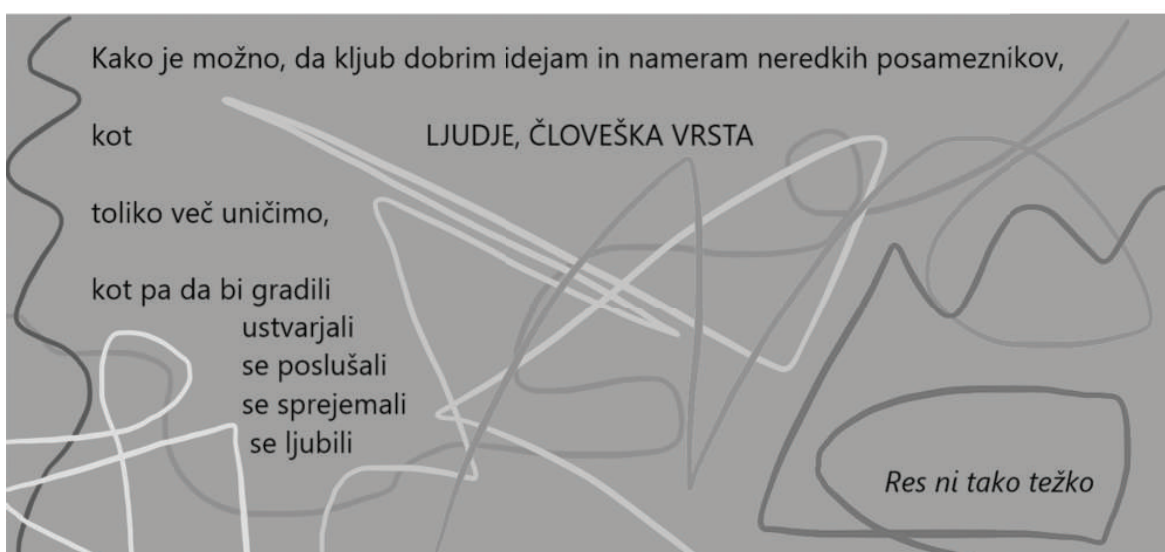 Kako je možno, da kljub dobrim idejam in nameram neredkih posameznikov,
kot LJUDJE, ČLOVEŠKA VRSTA
toliko več uničimo,
kot pa da bi gradili
ustvarjali
se poslušali
se sprejemali
se ljubili
Res ni tako težko